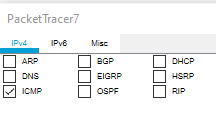 PacketTracer7
IPv4 IPv6 Misc
ARP BGP DHCP
DNS EIGRP HSRP
ICMP OSPF RIP